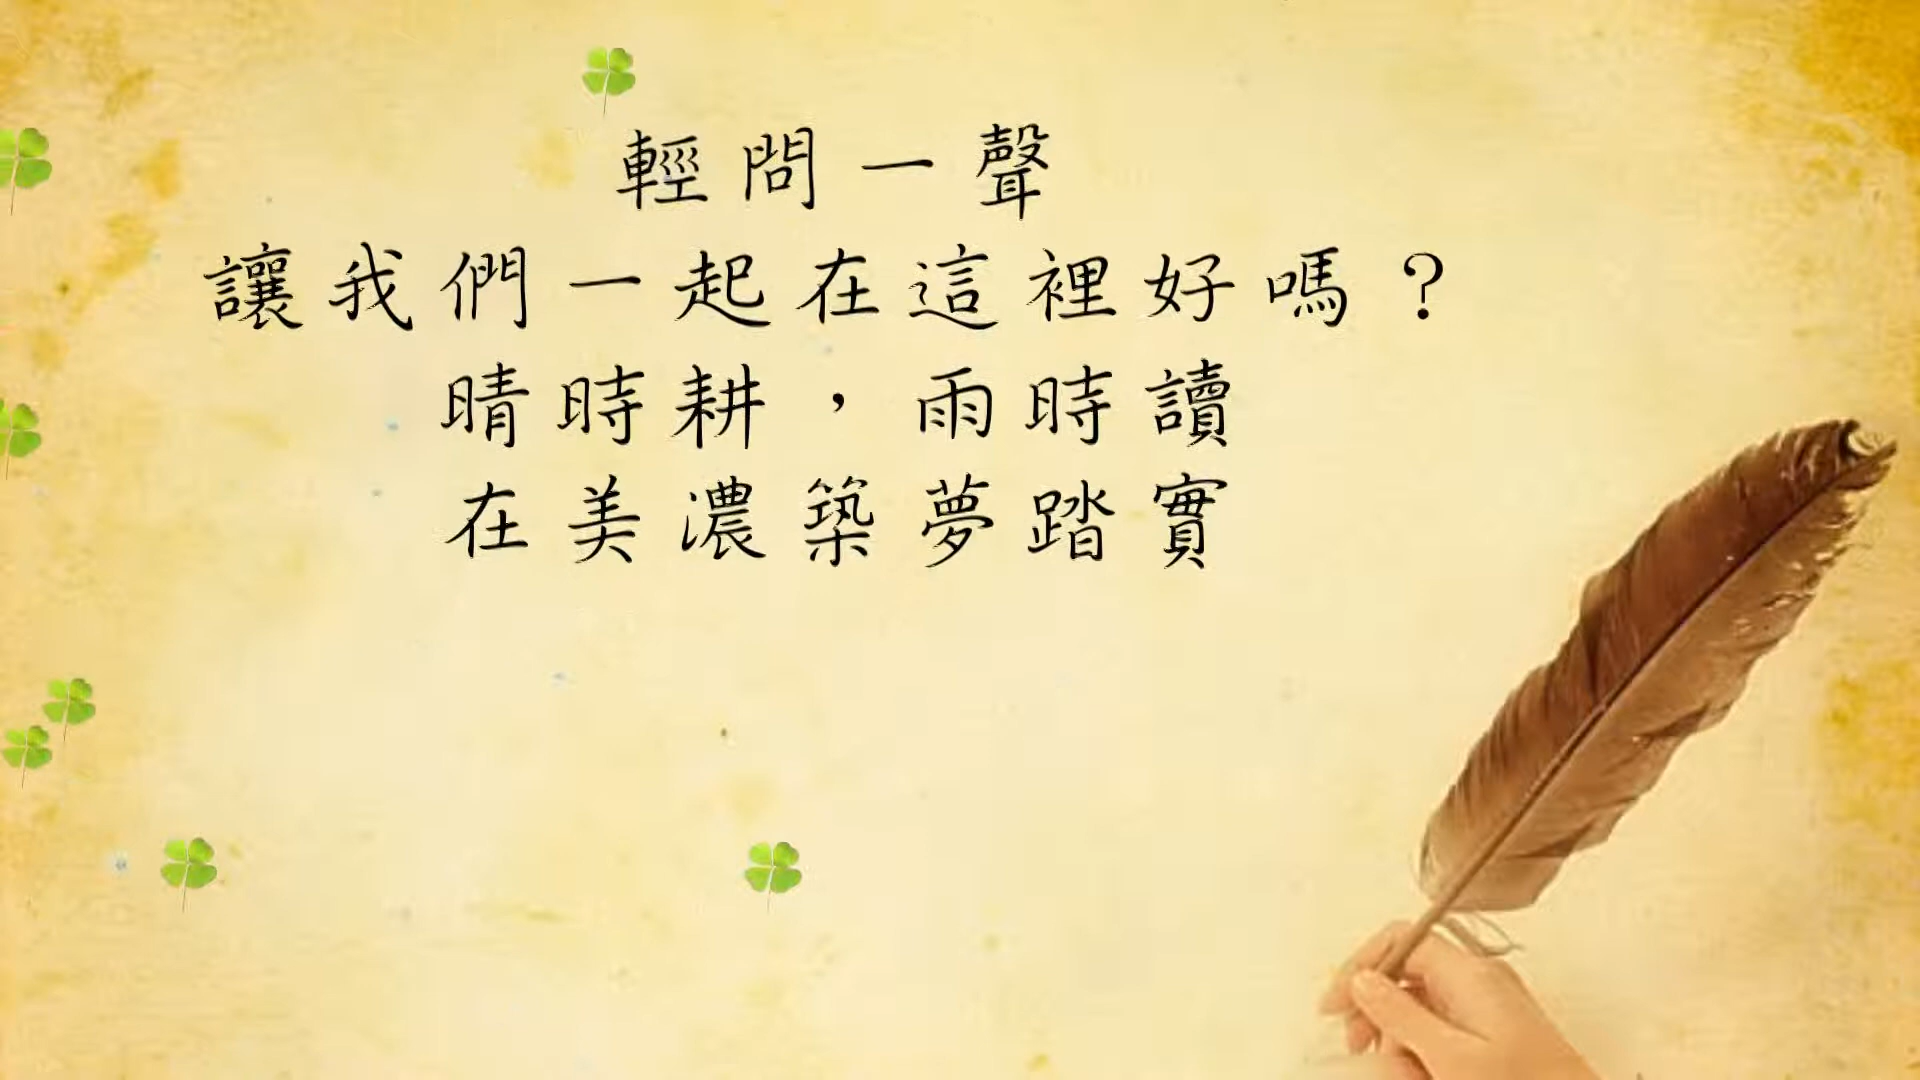 輕問一聲
讓我們一起在這裡好嗎？
晴時耕，雨時讀
在美濃築夢踏實